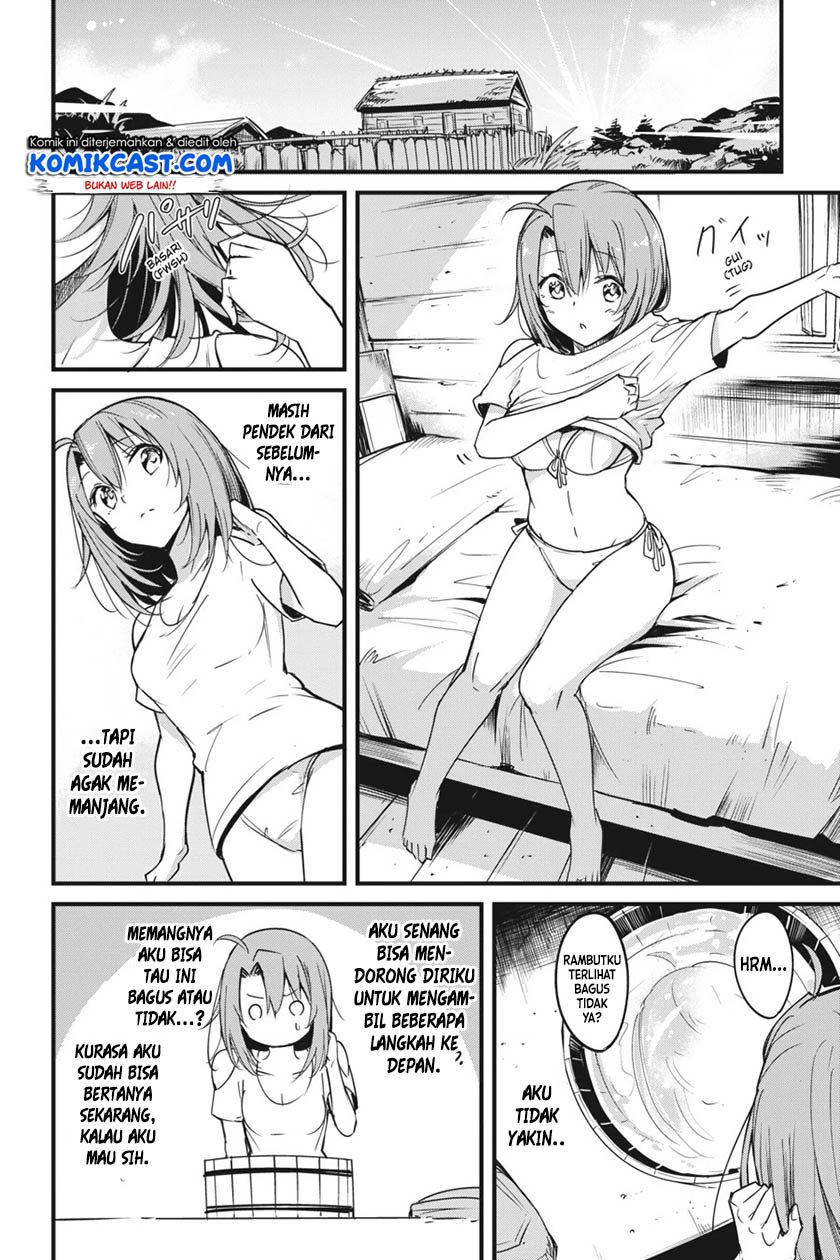 Komik ini diterjemahkan & diedit oleh
KOMIKCAST.COM
BUKAN WEB LAIN!!
グイッ
GUI
(TUG)
バサリ
BASARI
(FWSH)
MASIH
PENDEK DARI
SEBELUM-
NYA...
...TAPI
SUDAH
AGAK ME-
MANJANG.
HRM...
RAMBUTKU
TERLIHAT
BAGUS
TIDAK
YA?
AKU
TIDAK
YAKIN..
AKU SENANG
BISA MEN-
DORONG DIRIKU
UNTUK MENGAM-
BIL BEBERAPA
LANGKAH KE
DEPAN.
MEMANGNYA
AKU BISA
TAU INI
BAGUS ATAU
TIDAK...?
KURASA AKU
SUDAH BISA
BERTANYA
SEKARANG,
KALAU AKU
MAU SIH.